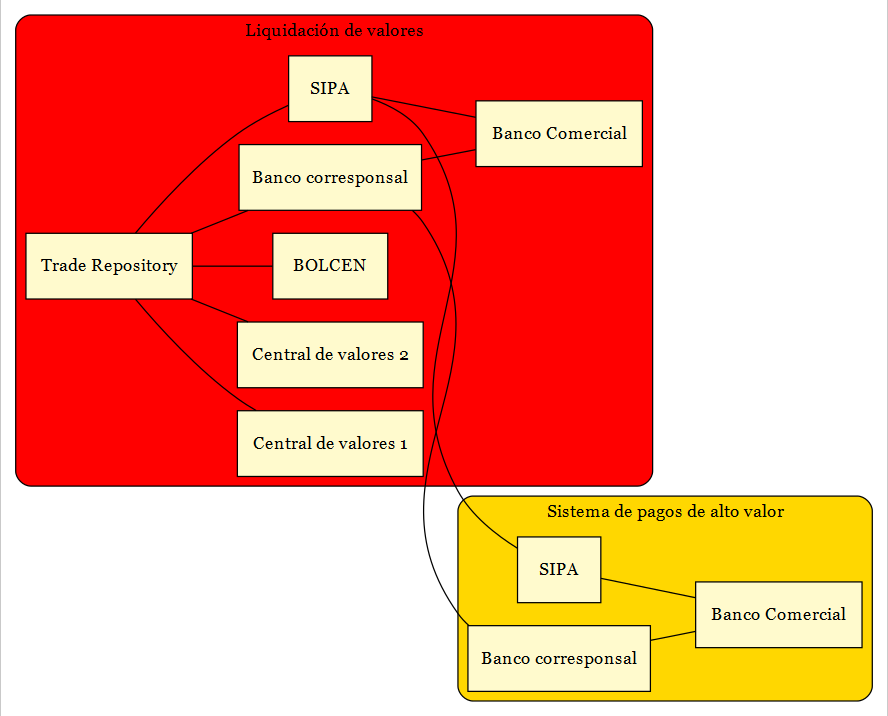 Liquidación de valores
SIPA
Banco Comercial
Banco corresponsal
Trade Repository
BOLCEN
Central de valores 2
Central de valores 1
Sistema de pagos de alto valor
SIPA
Banco Comercial
Banco corresponsal